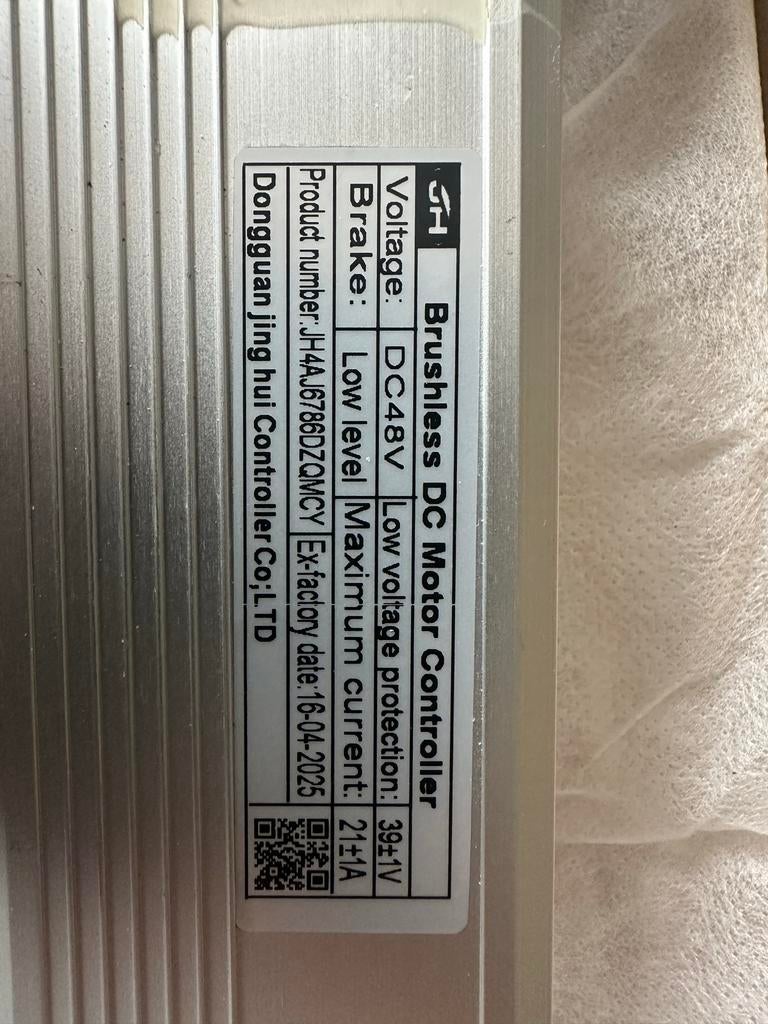 JH Brushless DC Motor Controller
Voltage: DC48V Low voltage protection: 39±1V
Brake: Low level Maximum current: 21±1A
Product number:JH4AJ6786DZQMCY Ex-factory date:16-04-2025
Dongguan jing hui Controller Co;LTD